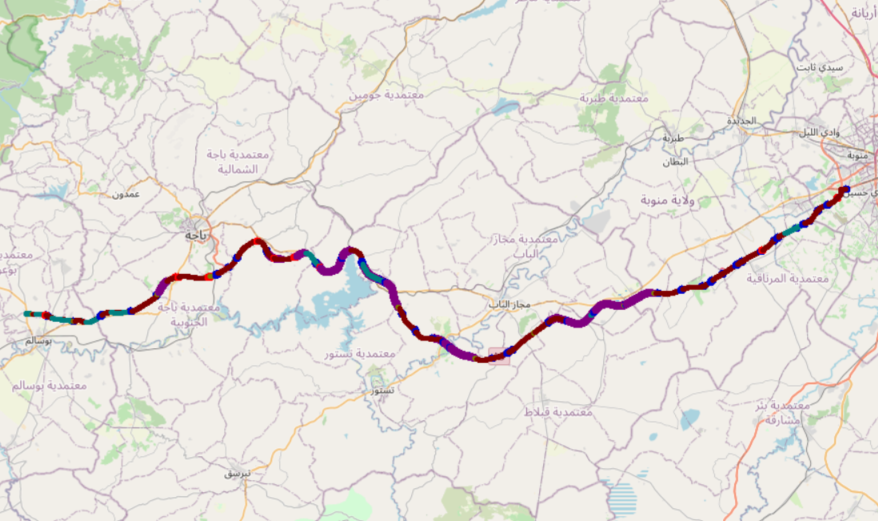 أريانة
سيدي ثابت
معتمدية جومين
معتمدية طبربة
الجديدة
وادي الليل
طبربة
منوبة
معتمدية باجة
الشمالية
البطان
عمدون
ولاية منوبة
باجة
معتمدية مجاز
الباب
معتمدية المرناقية
معتمدية باجة
الجنوبية
مجاز الباب
بوسالم
معتمدية تستور
معتمدية بوسالم
تستور
معتمدية قبلاط
معتمدية بئر
مشارقة
تبرسق